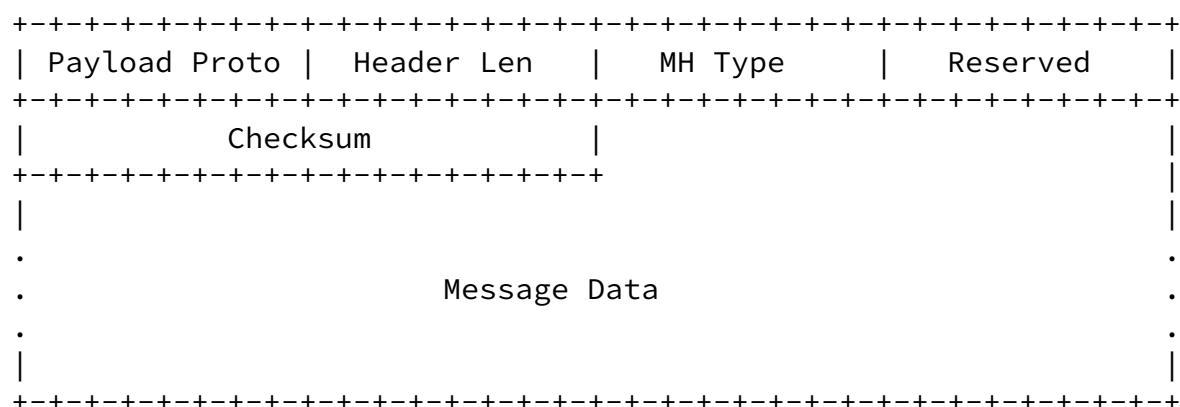 +-+-+-+-+-+-+-+-+-+-+-+-+-+-+-+-+-+-+-+-+-+-+-+-+-+-+-+-+-+-+-+-+
| Payload Proto |  Header Len   |   MH Type     |   Reserved    |
+-+-+-+-+-+-+-+-+-+-+-+-+-+-+-+-+-+-+-+-+-+-+-+-+-+-+-+-+-+-+-+-+
|           Checksum            |                               |
+-+-+-+-+-+-+-+-+-+-+-+-+-+-+-+-+                               |
|                                                               |
.                                                               .
.                       Message Data                            .
.                                                               .
|                                                               |
+-+-+-+-+-+-+-+-+-+-+-+-+-+-+-+-+-+-+-+-+-+-+-+-+-+-+-+-+-+-+-+-+